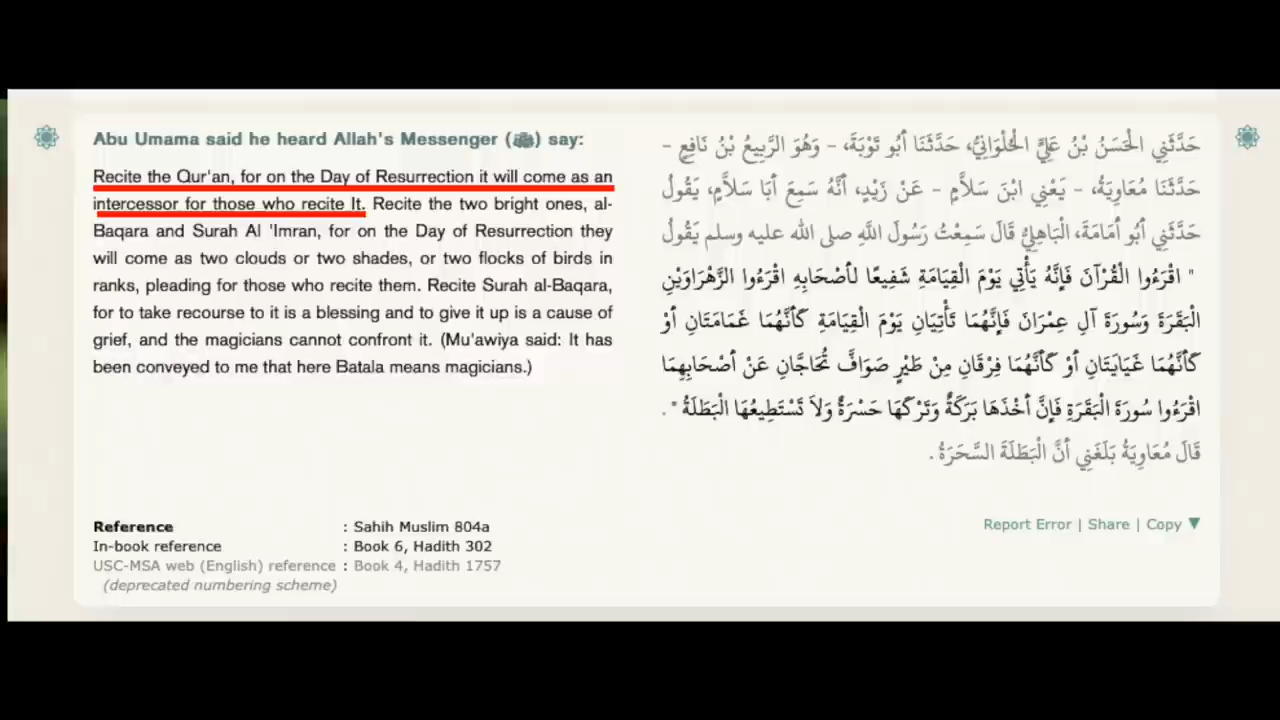 Abu Umama said he heard Allah's Messenger (ﷺ) say:
Recite the Qur'an, for on the Day of Resurrection it will come as an
intercessor for those who recite It. Recite the two bright ones, al-
Baqara and Surah Al 'Imran, for on the Day of Resurrection they
will come as two clouds or two shades, or two flocks of birds in
ranks, pleading for those who recite them. Recite Surah al-Baqara,
for to take recourse to it is a blessing and to give it up is a cause of
grief, and the magicians cannot confront it. (Mu'awiya said: It has
been conveyed to me that here Batala means magicians.)
حَدَّثَنِي الْحَسَنُ بْنُ عَلِيٍّ الْحُلْوَانِيُّ، حَدَّثَنَا أَبُو تَوْبَةَ، - وَهُوَ الرَّبِيعُ بْنُ نَافِعٍ -
حَدَّثَنَا مُعَاوِيَةُ، - يَعْنِي ابْنَ سَلاَّمٍ - عَنْ زَيْدٍ، أَنَّهُ سَمِعَ أَبَا سَلاَّمٍ، يَقُولُ
حَدَّثَنِي أَبُو أُمَامَةَ، الْبَاهِلِيُّ قَالَ سَمِعْتُ رَسُولَ اللَّهِ صلى الله عليه وسلم يَقُولُ
" اقْرَءُوا الْقُرْآنَ فَإِنَّهُ يَأْتِي يَوْمَ الْقِيَامَةِ شَفِيعًا لأَصْحَابِهِ اقْرَءُوا الزَّهْرَاوَيْنِ
الْبَقَرَةَ وَسُورَةَ آلِ عِمْرَانَ فَإِنَّهُمَا تَأْتِيَانِ يَوْمَ الْقِيَامَةِ كَأَنَّهُمَا غَمَامَتَانِ أَوْ
كَأَنَّهُمَا غَيَايَتَانِ أَوْ كَأَنَّهُمَا فِرْقَانِ مِنْ طَيْرٍ صَوَافَّ تُحَاجَّانِ عَنْ أَصْحَابِهِمَا
اقْرَءُوا سُورَةَ الْبَقَرَةِ فَإِنَّ أَخْذَهَا بَرَكَةٌ وَتَرْكَهَا حَسْرَةٌ وَلاَ تَسْتَطِيعُهَا الْبَطَلَةُ " .
قَالَ مُعَاوِيَةُ بَلَغَنِي أَنَّ الْبَطَلَةَ السَّحَرَةُ .
Reference : Sahih Muslim 804a
In-book reference : Book 6, Hadith 302
USC-MSA web (English) reference : Book 4, Hadith 1757
(deprecated numbering scheme)
Report Error | Share | Copy ▼